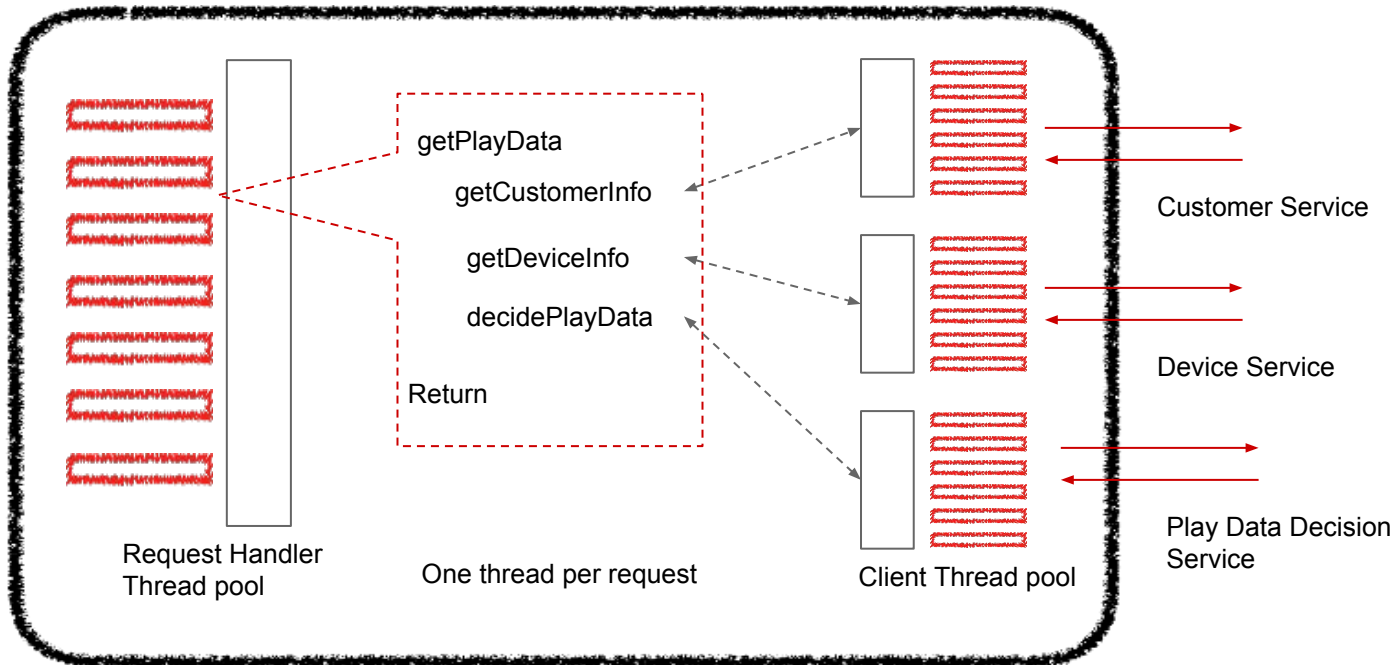 getPlayData
getCustomerInfo
getDeviceInfo
decidePlayData
Return
Customer Service
Device Service
Play Data Decision
Service
Request Handler
Thread pool
One thread per request
Client Thread pool